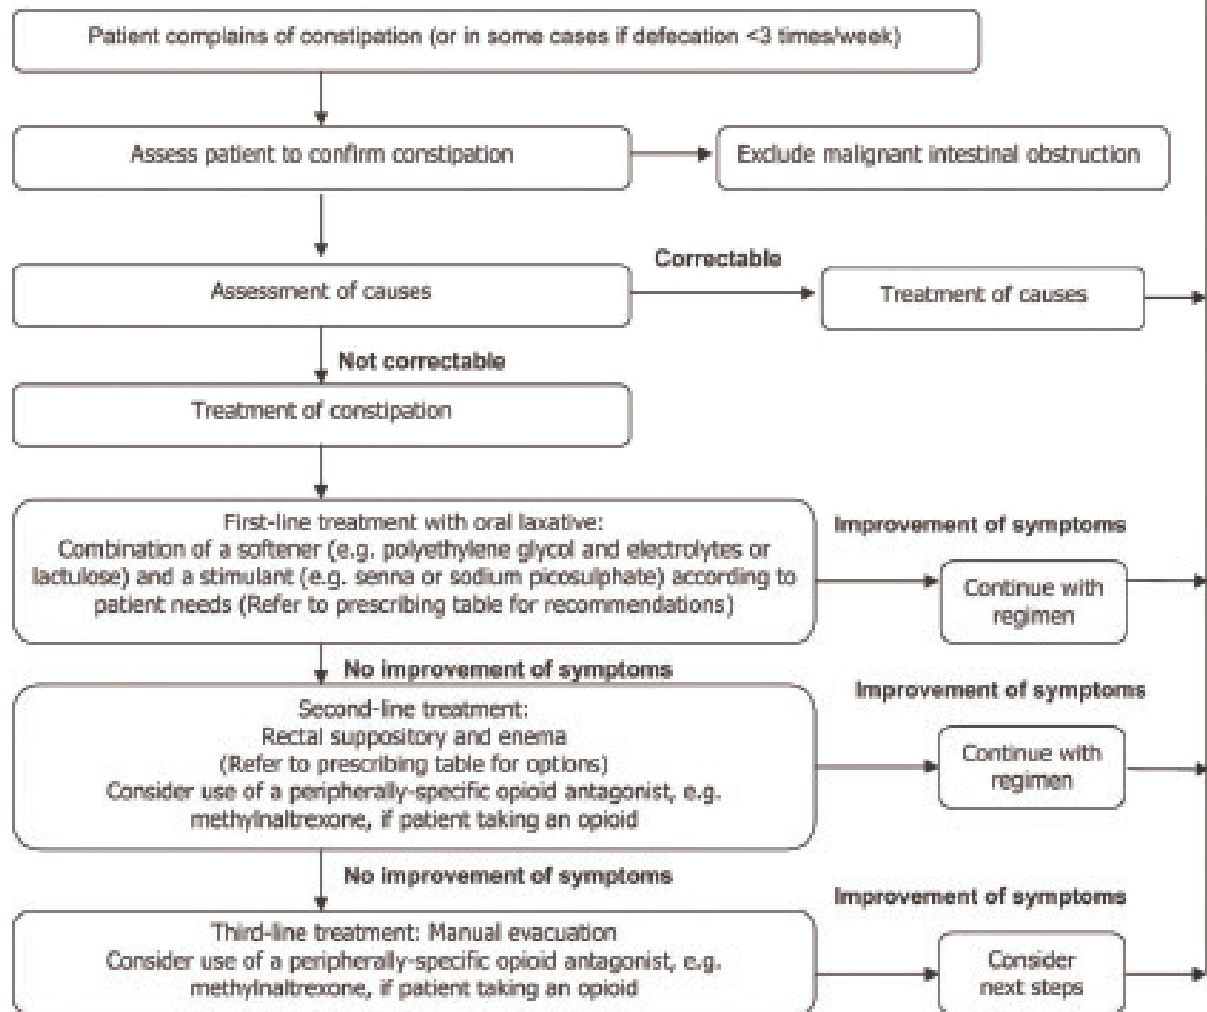 Patient complains of constipation (or in some cases if defecation <3 times/week)
Assess patient to confirm constipation
Exclude malignant intestinal obstruction
Correctable
Assessment of causes
Treatment of causes
Not correctable
Treatment of constipation
First-line treatment with oral laxative:
Combination of a softener (e.g. polyethylene glycol and electrolytes or
lactulose) and a stimulant (e.g. senna or sodium picosulphate) according to
patient needs (Refer to prescribing table for recommendations)
Improvement of symptoms
Continue with
regimen
No improvement of symptoms
Second-line treatment:
Rectal suppository and enema
(Refer to prescribing table for options)
Consider use of a peripherally-specific opioid antagonist, e.g.
methylnaltrexone, if patient taking an opioid
Improvement of symptoms
Continue with
regimen
No improvement of symptoms
Third-line treatment: Manual evacuation
Consider use of a peripherally-specific opioid antagonist, e.g.
methylnaltrexone, if patient taking an opioid
Improvement of symptoms
Consider
next steps